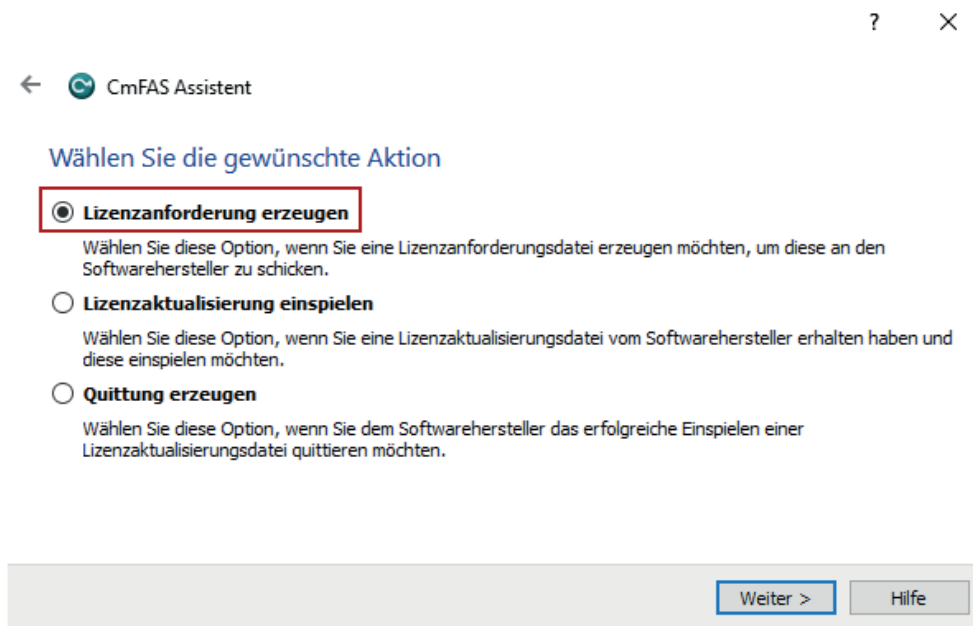 ?
CmFAS Assistent
Wählen Sie die gewünschte Aktion
Lizenzanforderung erzeugen
Wählen Sie diese Option, wenn Sie eine Lizenzanforderungsdatei erzeugen möchten, um diese an den
Softwarehersteller zu schicken.
Lizenzaktualisierung einspielen
Wählen Sie diese Option, wenn Sie eine Lizenzaktualisierungsdatei vom Softwarehersteller erhalten haben und
diese einspielen möchten.
Quittung erzeugen
Wählen Sie diese Option, wenn Sie dem Softwarehersteller das erfolgreiche Einspielen einer
Lizenzaktualisierungsdatei quittieren möchten.
Weiter > Hilfe